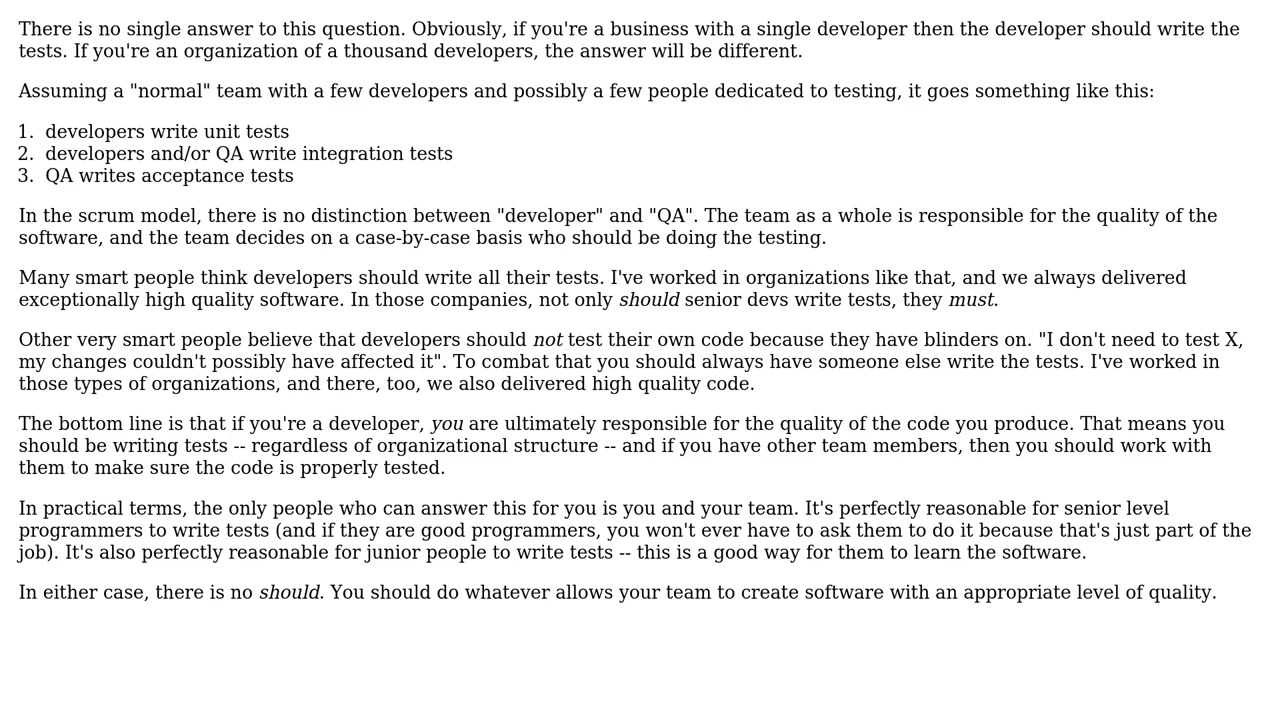 There is no single answer to this question. Obviously, if you're a business with a single developer then the developer should write the
tests. If you're an organization of a thousand developers, the answer will be different.
Assuming a "normal" team with a few developers and possibly a few people dedicated to testing, it goes something like this:
1. developers write unit tests
2. developers and/or QA write integration tests
3. QA writes acceptance tests
In the scrum model, there is no distinction between "developer" and "QA". The team as a whole is responsible for the quality of the
software, and the team decides on a case-by-case basis who should be doing the testing.
Many smart people think developers should write all their tests. I've worked in organizations like that, and we always delivered
exceptionally high quality software. In those companies, not only should senior devs write tests, they must.
Other very smart people believe that developers should not test their own code because they have blinders on. "I don't need to test X,
my changes couldn't possibly have affected it". To combat that you should always have someone else write the tests. I've worked in
those types of organizations, and there, too, we also delivered high quality code.
The bottom line is that if you're a developer, you are ultimately responsible for the quality of the code you produce. That means you
should be writing tests -- regardless of organizational structure -- and if you have other team members, then you should work with
them to make sure the code is properly tested.
In practical terms, the only people who can answer this for you is you and your team. It's perfectly reasonable for senior level
programmers to write tests (and if they are good programmers, you won't ever have to ask them to do it because that's just part of the
job). It's also perfectly reasonable for junior people to write tests -- this is a good way for them to learn the software.
In either case, there is no should. You should do whatever allows your team to create software with an appropriate level of quality.